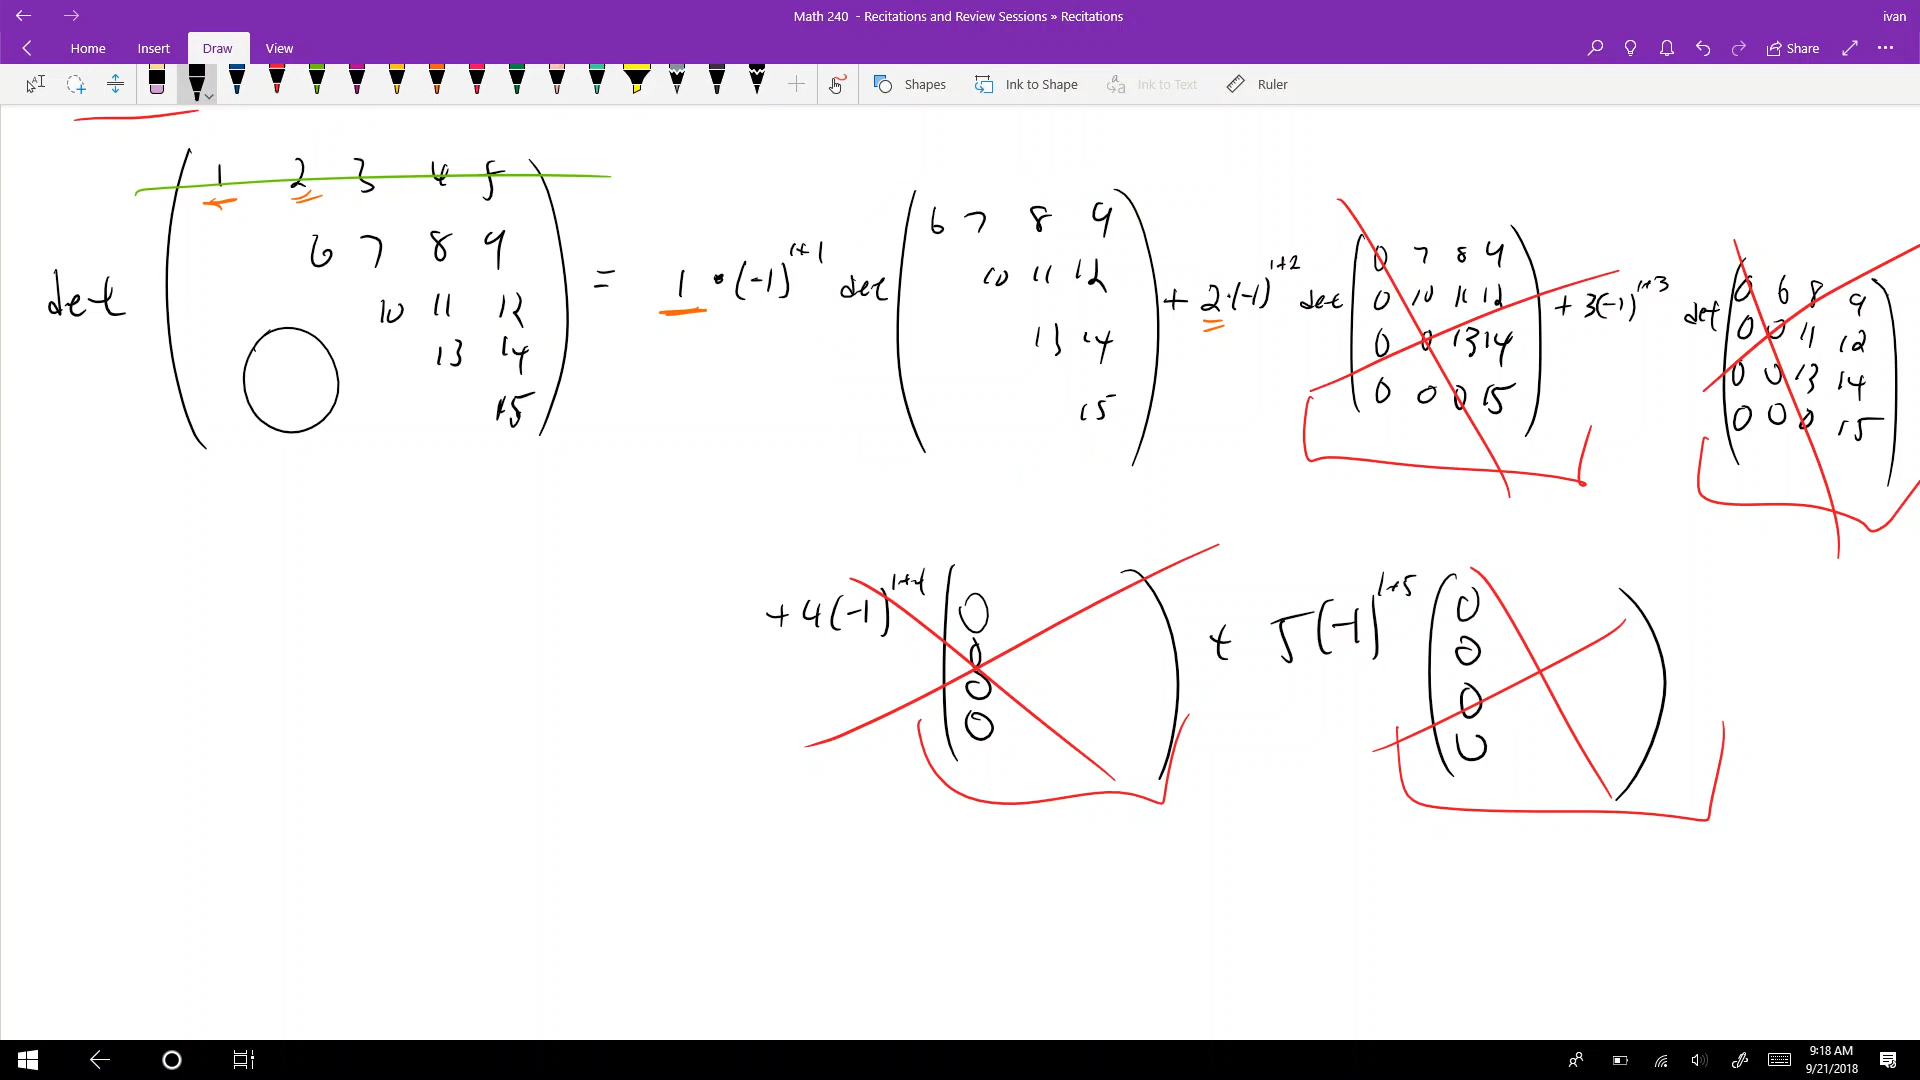 Math 240 - Recitations and Review Sessions » Recitations
ivan
Home Insert Draw View
Share
Shapes Ink to Shape Ink to Text Ruler
det ( 1 2 3 4 5
6 7 8 9
10 11 12
13 14
15 )
= 1 · (-1)^{1+1} det ( 6 7 8 9
10 11 12
13 14
15 )
+ 2 · (-1)^{1+2} det ( 0 7 8 9
0 10 11 12
0 0 13 14
0 0 0 15 )
+ 3(-1)^{1+3} det ( 0 6 8 9
0 0 11 12
0 0 13 14
0 0 0 15 )
+ 4(-1)^{1+4} ( 0
0
0
0 )
+ 5(-1)^{1+5} ( 0
0
0
0 )
9:18 AM
9/21/2018